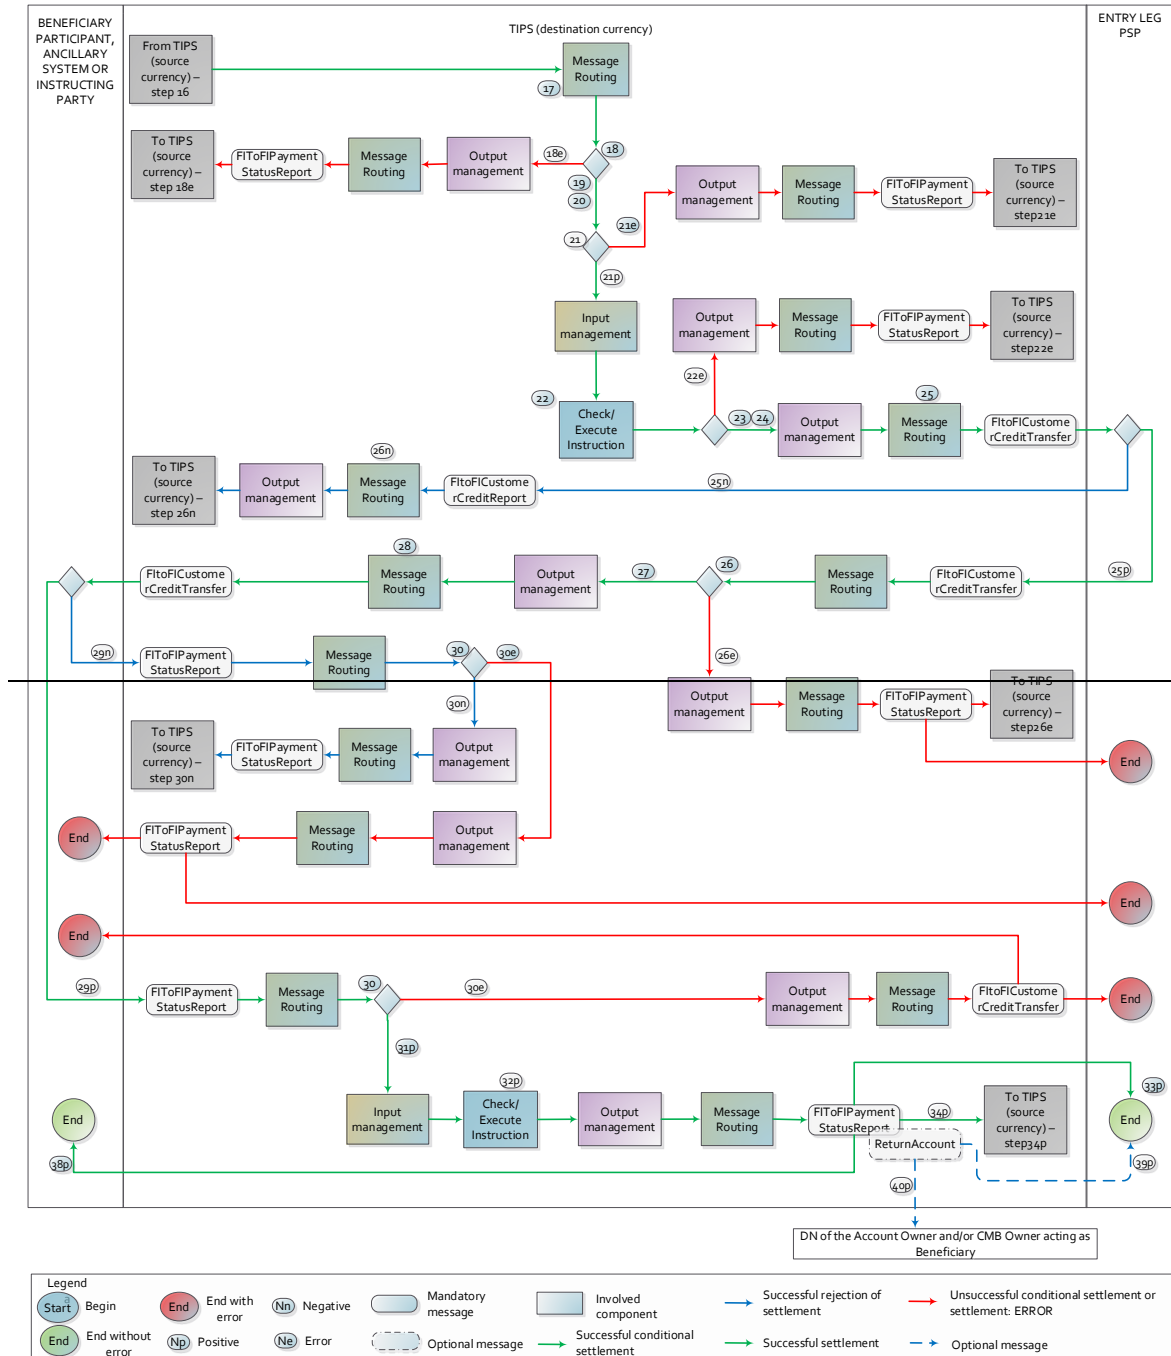 BENEFICIARY
PARTICIPANT,
ANCILLARY
SYSTEM OR
INSTRUCTING
PARTY
TIPS (destination currency)
ENTRY LEG
PSP
From TIPS
(source
currency) –
step 16
Message
Routing
17
To TIPS
(source
currency) –
step 18e
FIToFIPayment
StatusReport
Message
Routing
Output
management
18e
18
19
20
21
21e
Output
management
Message
Routing
FIToFIPayment
StatusReport
To TIPS
(source
currency) –
step21e
21p
Input
management
Output
management
Message
Routing
FIToFIPayment
StatusReport
To TIPS
(source
currency) –
step22e
22e
22
Check/
Execute
Instruction
23
24
Output
management
25
Message
Routing
FItoFICustome
rCreditTransfer
To TIPS
(source
currency) –
step 26n
Output
management
26n
Message
Routing
FItoFICustome
rCreditReport
25n
FItoFICustome
rCreditTransfer
28
Message
Routing
Output
management
27
26
Message
Routing
FItoFICustome
rCreditTransfer
25p
29n
FIToFIPayment
StatusReport
Message
Routing
30
30e
26e
30n
Output
management
Message
Routing
FIToFIPayment
StatusReport
To TIPS
(source
currency) –
step26e
To TIPS
(source
currency) –
step 30n
FIToFIPayment
StatusReport
Message
Routing
Output
management
End
End
FIToFIPayment
StatusReport
Message
Routing
Output
management
End
End
29p
FIToFIPayment
StatusReport
Message
Routing
30
30e
Output
management
Message
Routing
FItoFICustome
rCreditTransfer
End
31p
Input
management
32p
Check/
Execute
Instruction
Output
management
Message
Routing
FIToFIPayment
StatusReport
ReturnAccount
34p
To TIPS
(source
currency) –
step34p
33p
End
End
38p
39p
40p
DN of the Account Owner and/or CMB Owner acting as
Beneficiary
Legend
a
Start
Begin
End
End with
error
Nn
Negative
Mandatory
message
Involved
component
Successful rejection of
settlement
Unsuccessful conditional settlement or
settlement: ERROR
End
End without
error
Np
Positive
Ne
Error
Optional message
Successful conditional
settlement
Successful settlement
Optional message